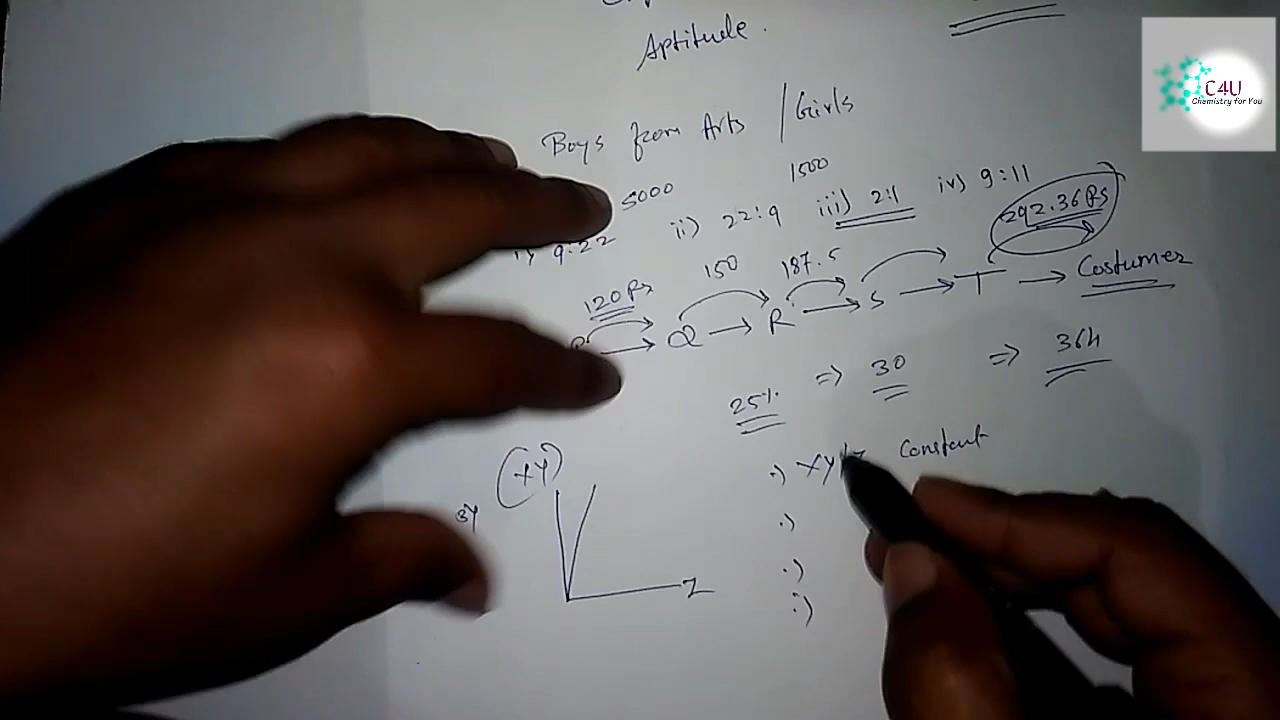 Aptitude.
C4U
Chemistry for You
Boys from Arts / Girls
5000
1500
i) 9:22 ii) 22:9 iii) 2:1 iv) 9:11
292.36 Rs
120 Rs 150 187.5
Q → R → S → T → Costumer
25% => 30 => 364
(XY)
3Y
Z
.) XY/Z Constant
.)
.)
.)